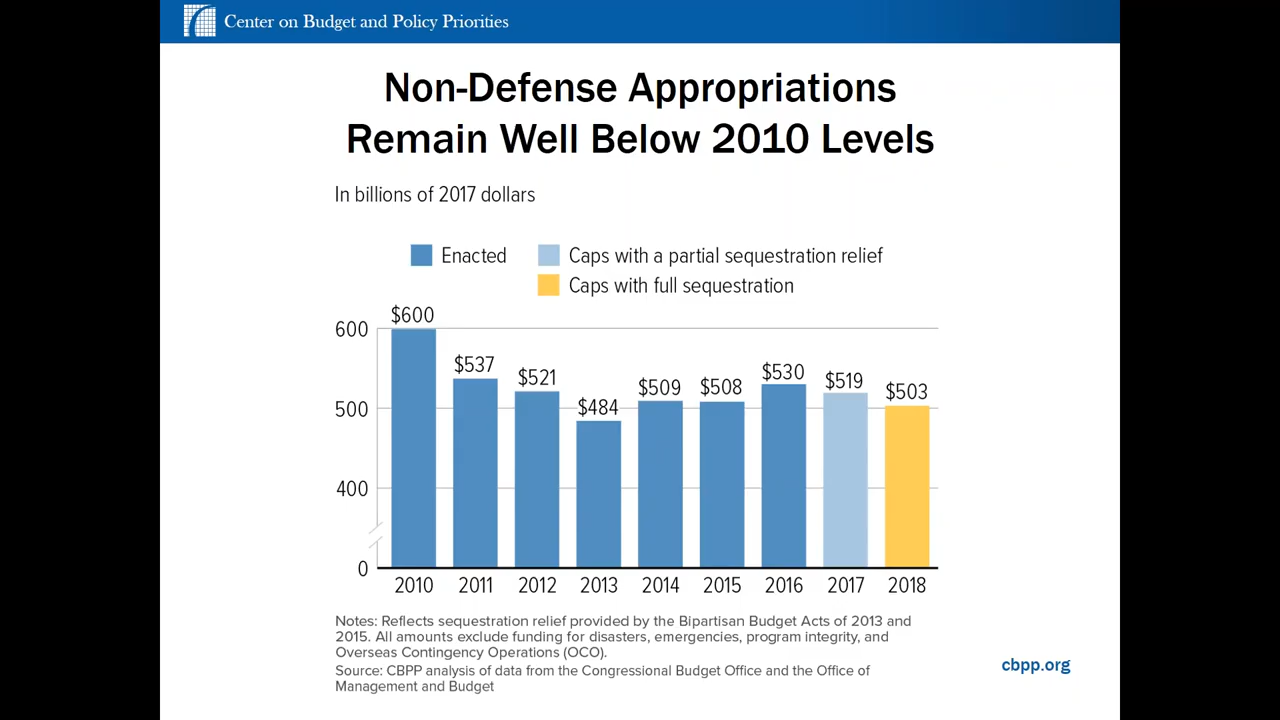 Center on Budget and Policy Priorities
Non-Defense Appropriations
Remain Well Below 2010 Levels
In billions of 2017 dollars
Enacted
Caps with a partial sequestration relief
Caps with full sequestration
$600
$537
$521
$484
$509
$508
$530
$519
$503
600
500
400
0
2010 2011 2012 2013 2014 2015 2016 2017 2018
Notes: Reflects sequestration relief provided by the Bipartisan Budget Acts of 2013 and
2015. All amounts exclude funding for disasters, emergencies, program integrity, and
Overseas Contingency Operations (OCO).
Source: CBPP analysis of data from the Congressional Budget Office and the Office of
Management and Budget
cbpp.org